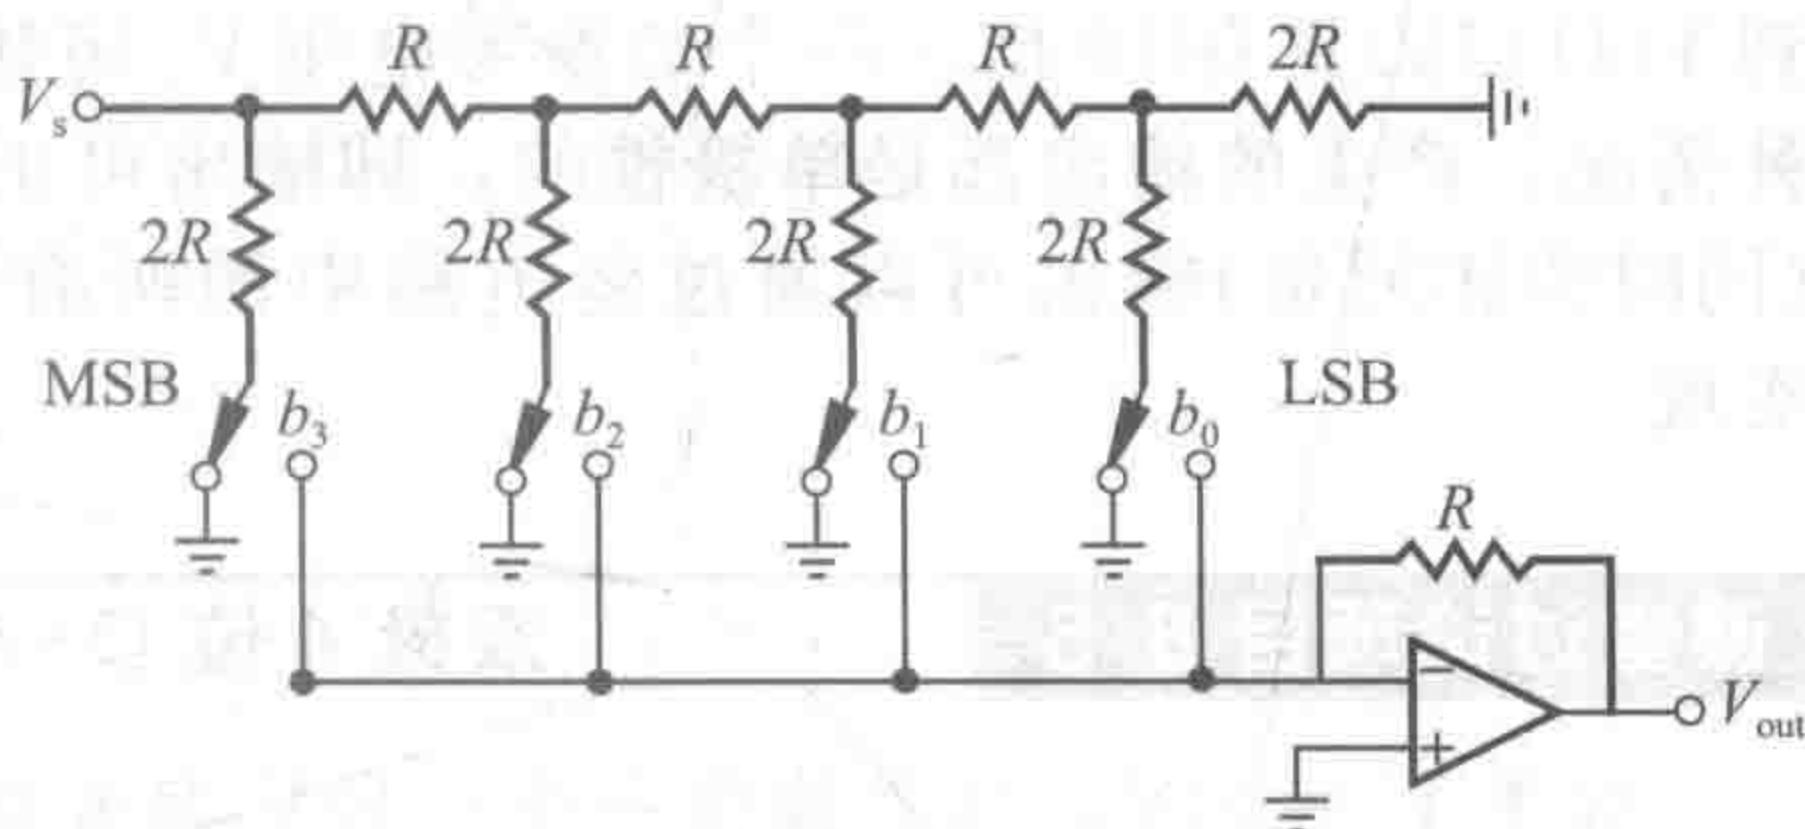 R R R 2R
Vs
2R 2R 2R 2R
MSB LSB
b3 b2 b1 b0
R
−
+
Vout